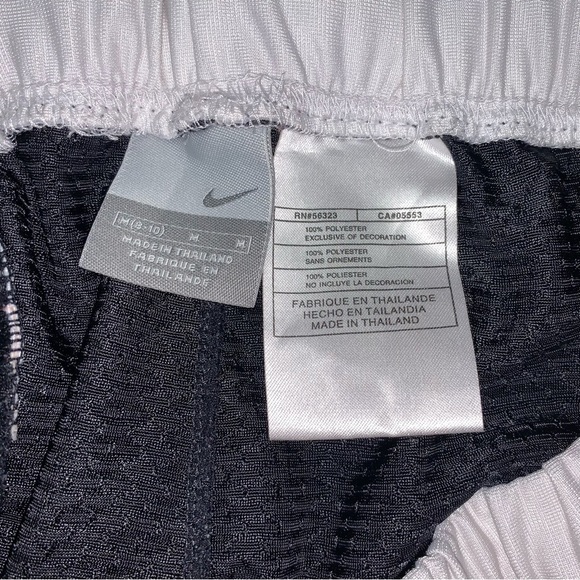 M(8-10) M M
MADE IN THAILAND
FABRIQUE EN
THAILANDE
RN#56323 CA#05553
100% POLYESTER
EXCLUSIVE OF DECORATION
100% POLYESTER
SANS ORNEMENTS
100% POLIESTER
NO INCLUYE LA DECORACIÓN
FABRIQUE EN THAILANDE
HECHO EN TAILANDIA
MADE IN THAILAND